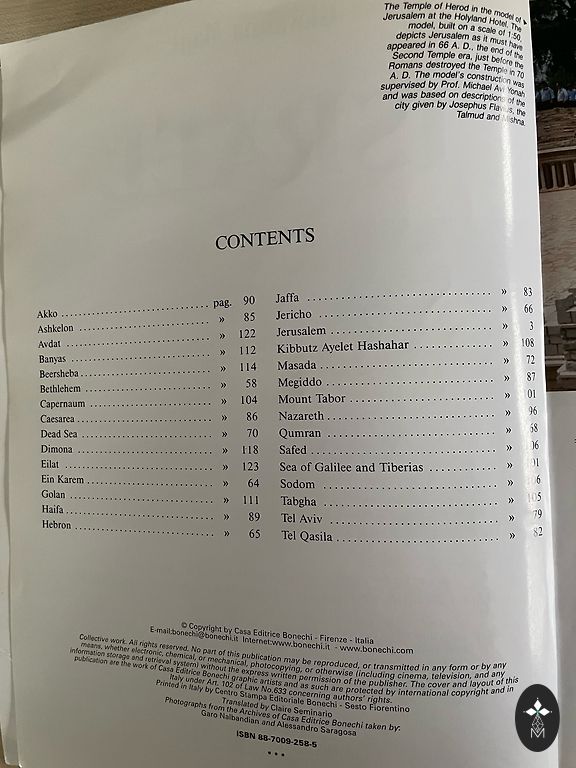 The Temple of Herod in the model of
Jerusalem at the Holyland Hotel. The
model, built on a scale of 1:50,
depicts Jerusalem as it must have
appeared in 66 A. D., the end of the
Second Temple era, just before the
Romans destroyed the Temple in 70
A. D. The model's construction was
supervised by Prof. Michael Avi Yonah
and was based on descriptions of the
city given by Josephus Flavius, the
Talmud and Mishna.
CONTENTS
Akko ........ pag. 90
Ashkelon ........ » 85
Avdat ........ » 122
Banyas ........ » 112
Beersheba ........ » 114
Bethlehem ........ » 58
Capernaum ........ » 104
Caesarea ........ » 86
Dead Sea ........ » 70
Dimona ........ » 118
Eilat ........ » 123
Ein Karem ........ » 64
Golan ........ » 111
Haifa ........ » 89
Hebron ........ » 65
Jaffa ........ » 83
Jericho ........ » 66
Jerusalem ........ » 3
Kibbutz Ayelet Hashahar ........ » 108
Masada ........ » 72
Megiddo ........ » 87
Mount Tabor ........ » 101
Nazareth ........ » 96
Qumran ........ » 68
Safed ........ »
Sea of Galilee and Tiberias ........ »
Sodom ........ »
Tabgha ........ » 105
Tel Aviv ........ » 79
Tel Qasila ........ » 82
© Copyright by Casa Editrice Bonechi - Firenze - Italia
E-mail:bonechi@bonechi.it Internet:www.bonechi.it - www.bonechi.com
Collective work. All rights reserved. No part of this publication may be reproduced, or transmitted in any form or by any
means, whether electronic, chemical, or mechanical, photocopying, or otherwise (including cinema, television, and any
information storage and retrieval system) without the express written permission of the publisher. The cover and layout of this
publication are the work of Casa Editrice Bonechi graphic artists and as such are protected by international copyright and in
Italy under Art. 102 of Law No.633 concerning authors' rights.
Printed in Italy by Centro Stampa Editoriale Bonechi - Sesto Fiorentino
Translated by Claire Seminario
Photographs from the Archives of Casa Editrice Bonechi taken by:
Garo Nalbandian and Alessandro Saragosa
ISBN 88-7009-258-5
• • •